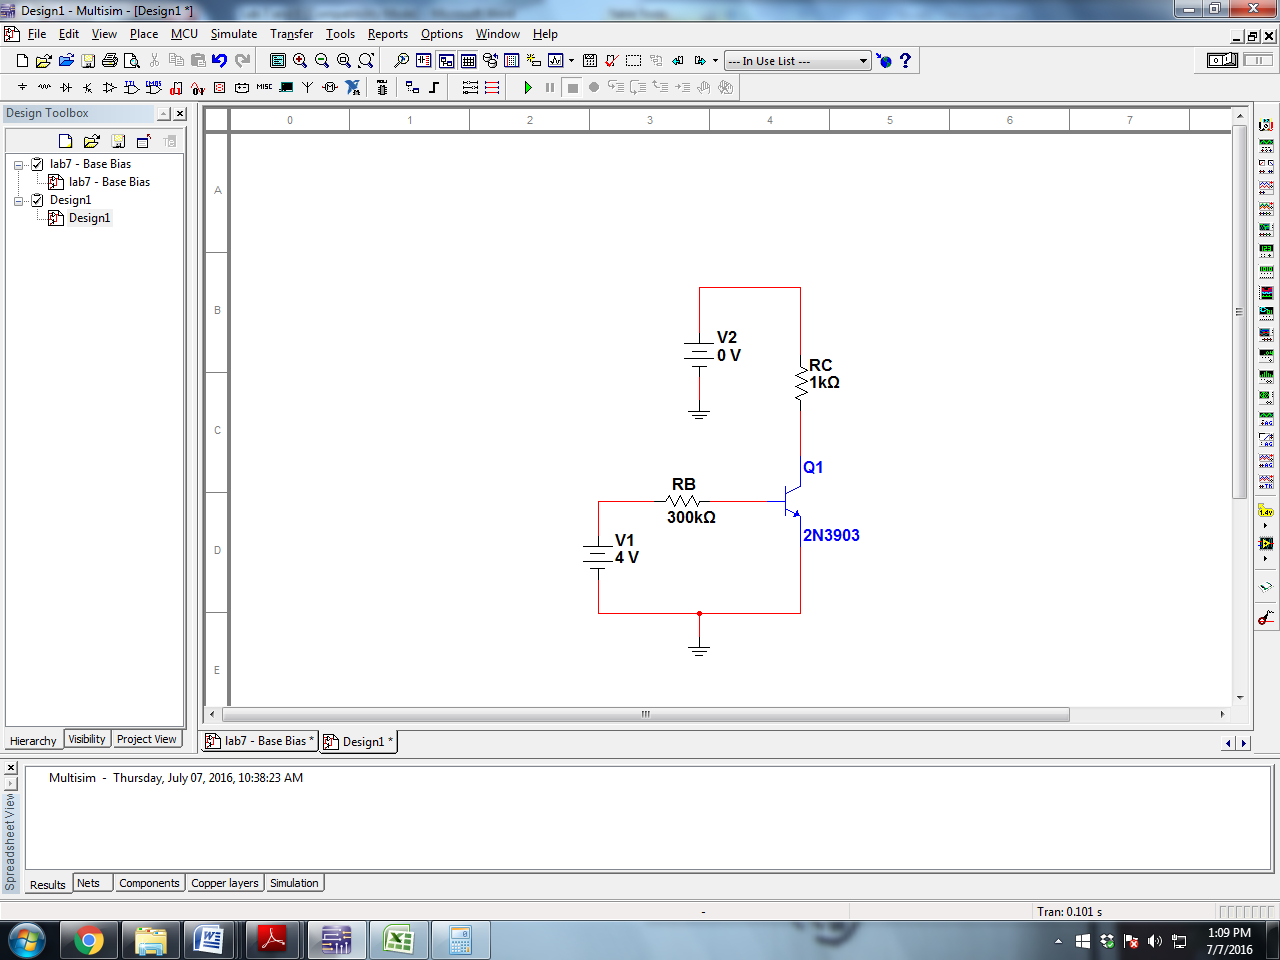 Design1 - Multisim - [Design1 *]
File Edit View Place MCU Simulate Transfer Tools Reports Options Window Help
--- In Use List ---
MISC
Design Toolbox
lab7 - Base Bias
lab7 - Base Bias
Design1
Design1
Hierarchy Visibility Project View
0 1 2 3 4 5 6 7
A
B
C
D
E
V2
0 V
RC
1kΩ
Q1
RB
300kΩ
2N3903
V1
4 V
lab7 - Base Bias * Design1 *
Multisim - Thursday, July 07, 2016, 10:38:23 AM
Spreadsheet View
Results Nets Components Copper layers Simulation
- Tran: 0.101 s
1:09 PM
7/7/2016